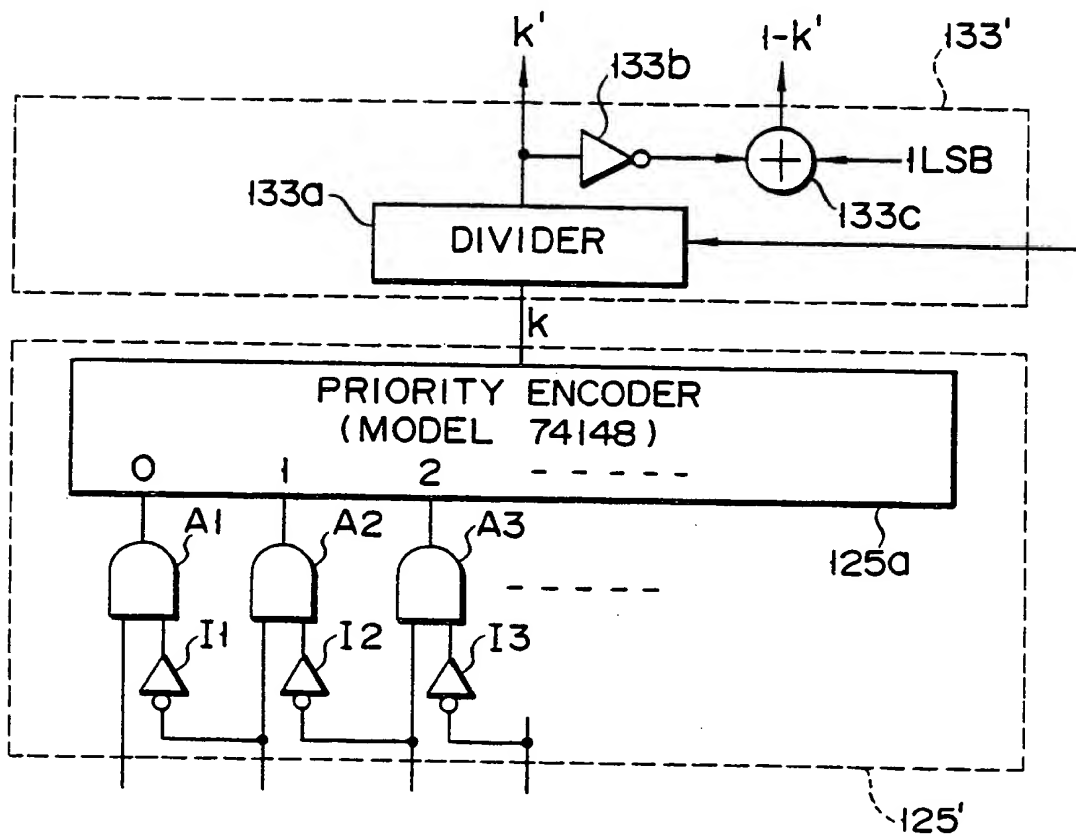 k'
1-k'
133'
133b
1LSB
133a
133c
DIVIDER
k
PRIORITY ENCODER
(MODEL 74148)
0 1 2
A1 A2 A3
125a
I1 I2 I3
125'